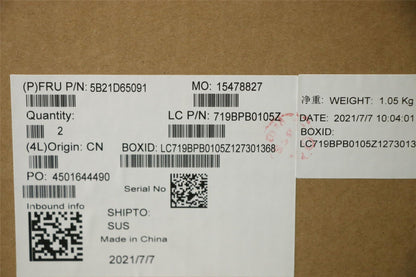 (P)FRU P/N: 5B21D65091
MO: 15478827
Quantity:
2
LC P/N: 719BPB0105Z
(4L)Origin: CN
BOXID: LC719BPB0105Z127301368
PO: 4501644490
Serial No
Inbound info
SHIPTO:
SUS
Made in China
2021/7/7
净重: WEIGHT: 1.05 Kg
DATE: 2021/7/7 10:04:01
BOXID:
LC719BPB0105Z1273013